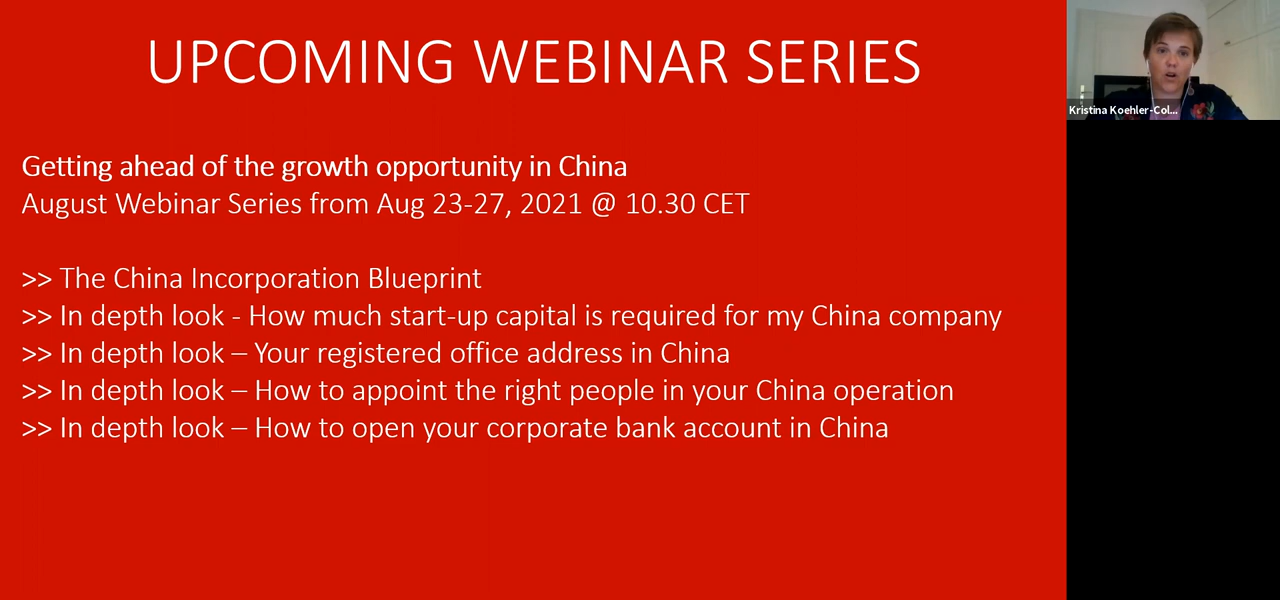 UPCOMING WEBINAR SERIES
Getting ahead of the growth opportunity in China
August Webinar Series from Aug 23-27, 2021 @ 10.30 CET
>> The China Incorporation Blueprint
>> In depth look - How much start-up capital is required for my China company
>> In depth look – Your registered office address in China
>> In depth look – How to appoint the right people in your China operation
>> In depth look – How to open your corporate bank account in China
Kristina Koehler-Col...